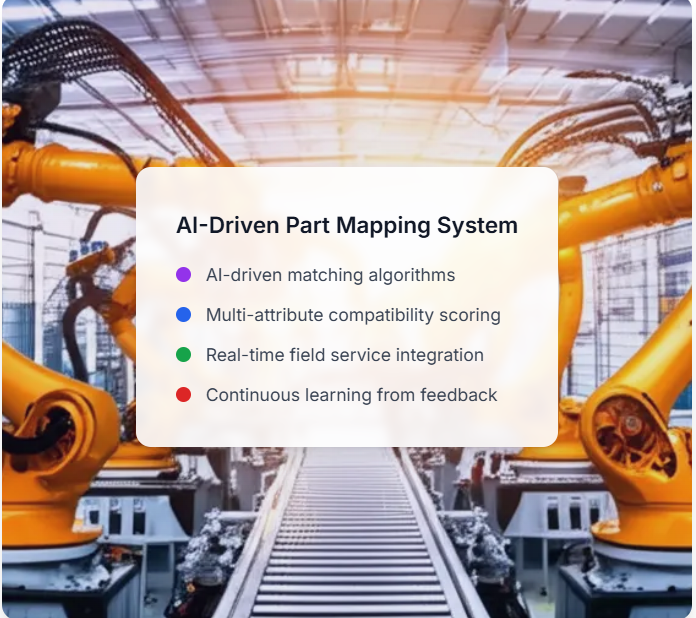 AI-Driven Part Mapping System
AI-driven matching algorithms
Multi-attribute compatibility scoring
Real-time field service integration
Continuous learning from feedback